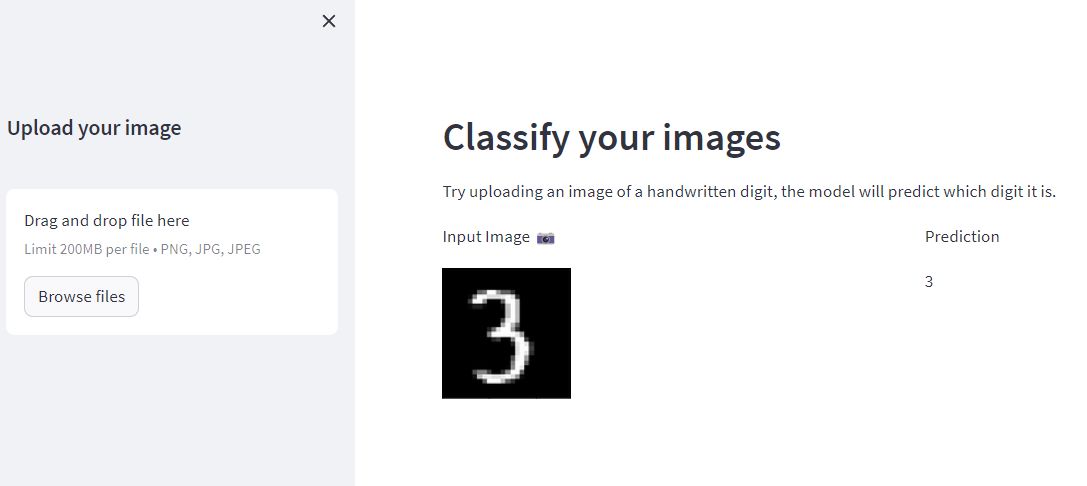 Upload your image
Drag and drop file here
Limit 200MB per file • PNG, JPG, JPEG
Browse files
Classify your images
Try uploading an image of a handwritten digit, the model will predict which digit it is.
Input Image 📷
Prediction
3
3